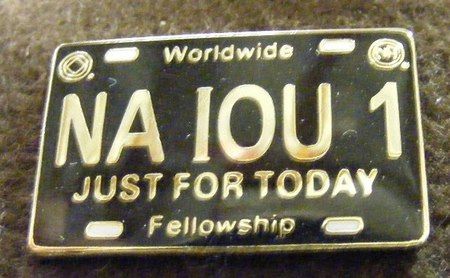 Worldwide
NA IOU 1
JUST FOR TODAY
Fellowship